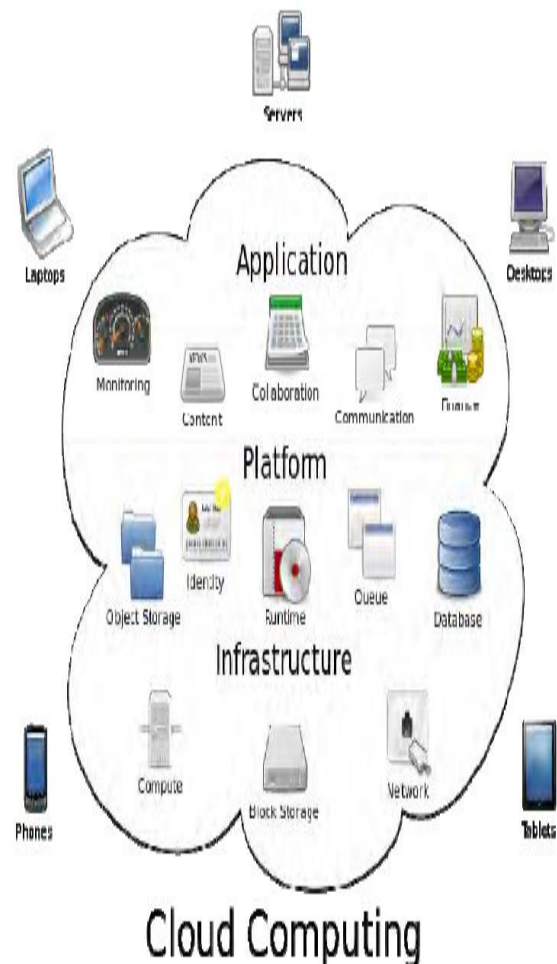 Servers
Laptops
Desktops
Application
Monitoring
Content
Collaboration
Communication
Finance
Platform
Object Storage
Identity
Runtime
Queue
Database
Infrastructure
Compute
Block Storage
Network
Phones
Tablets
Cloud Computing